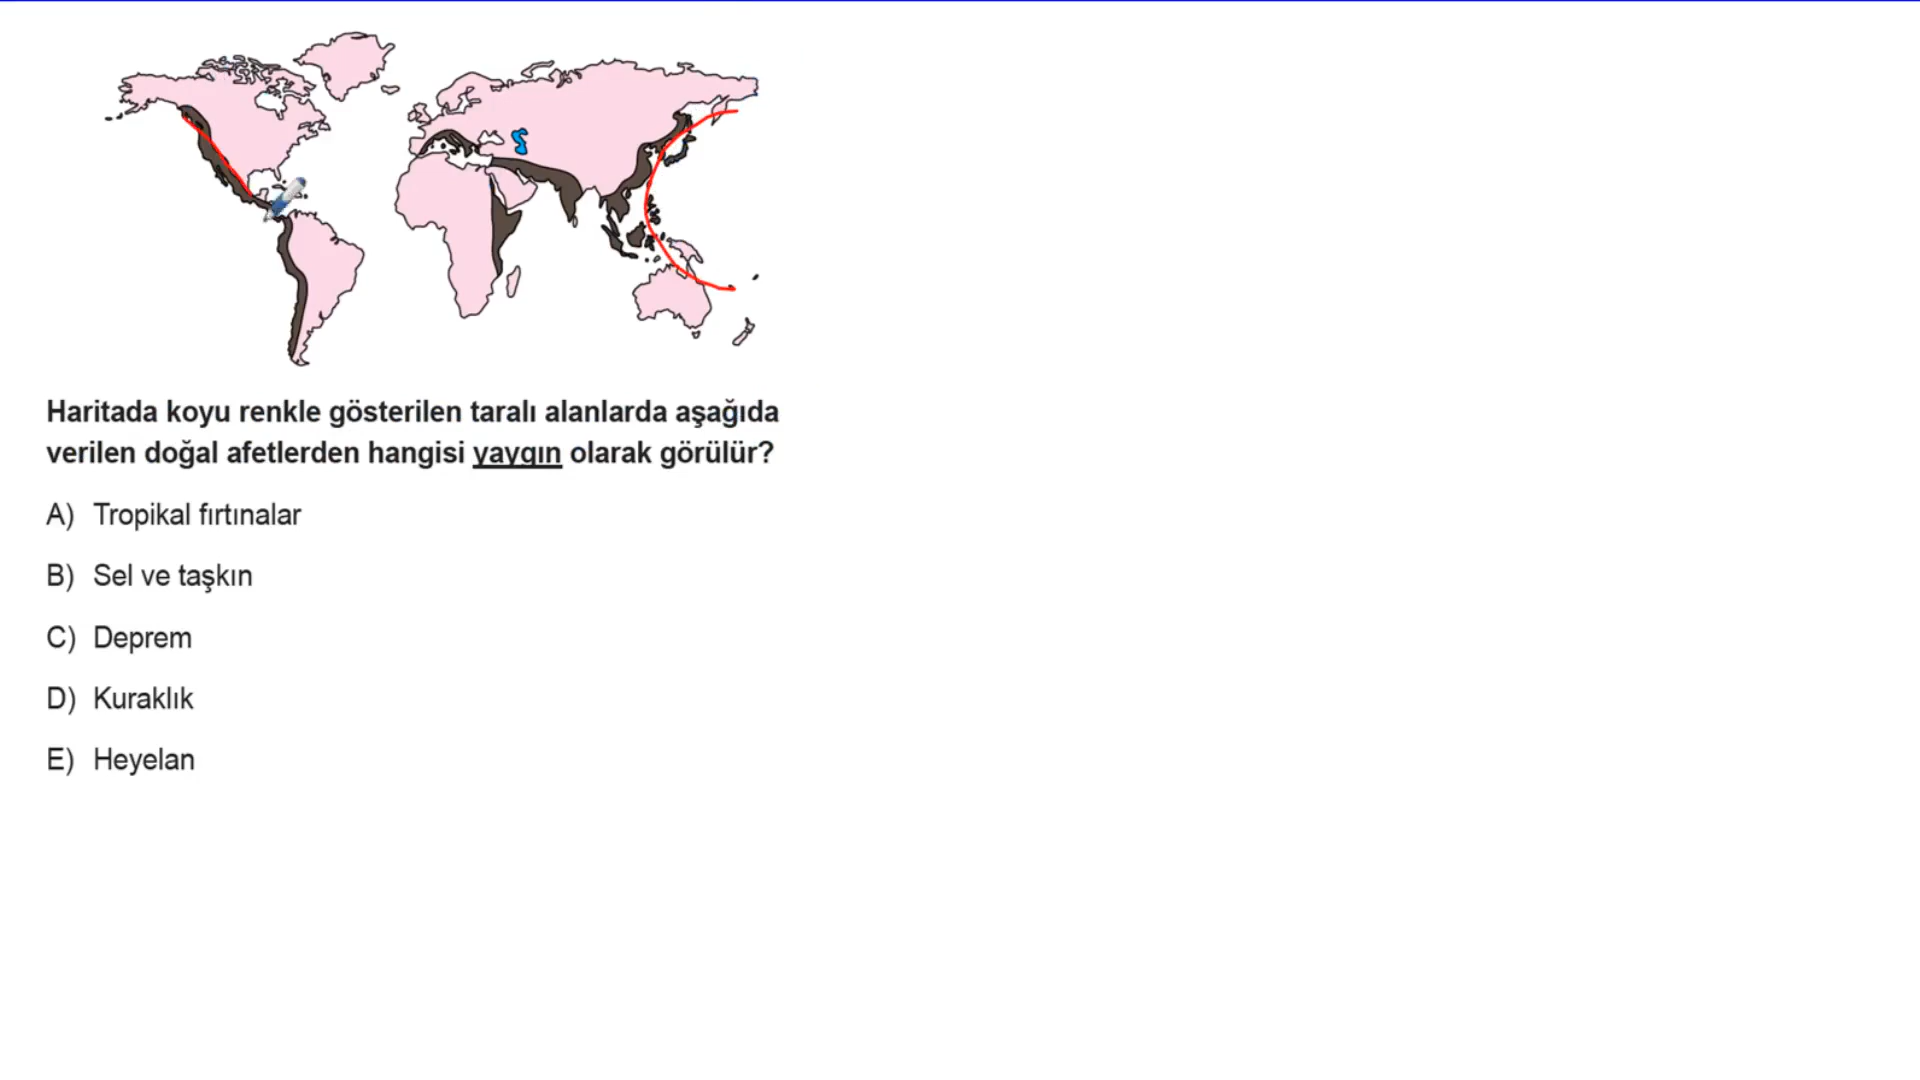 Haritada koyu renkle gösterilen taralı alanlarda aşağıda
verilen doğal afetlerden hangisi yaygın olarak görülür?
A) Tropikal fırtınalar
B) Sel ve taşkın
C) Deprem
D) Kuraklık
E) Heyelan